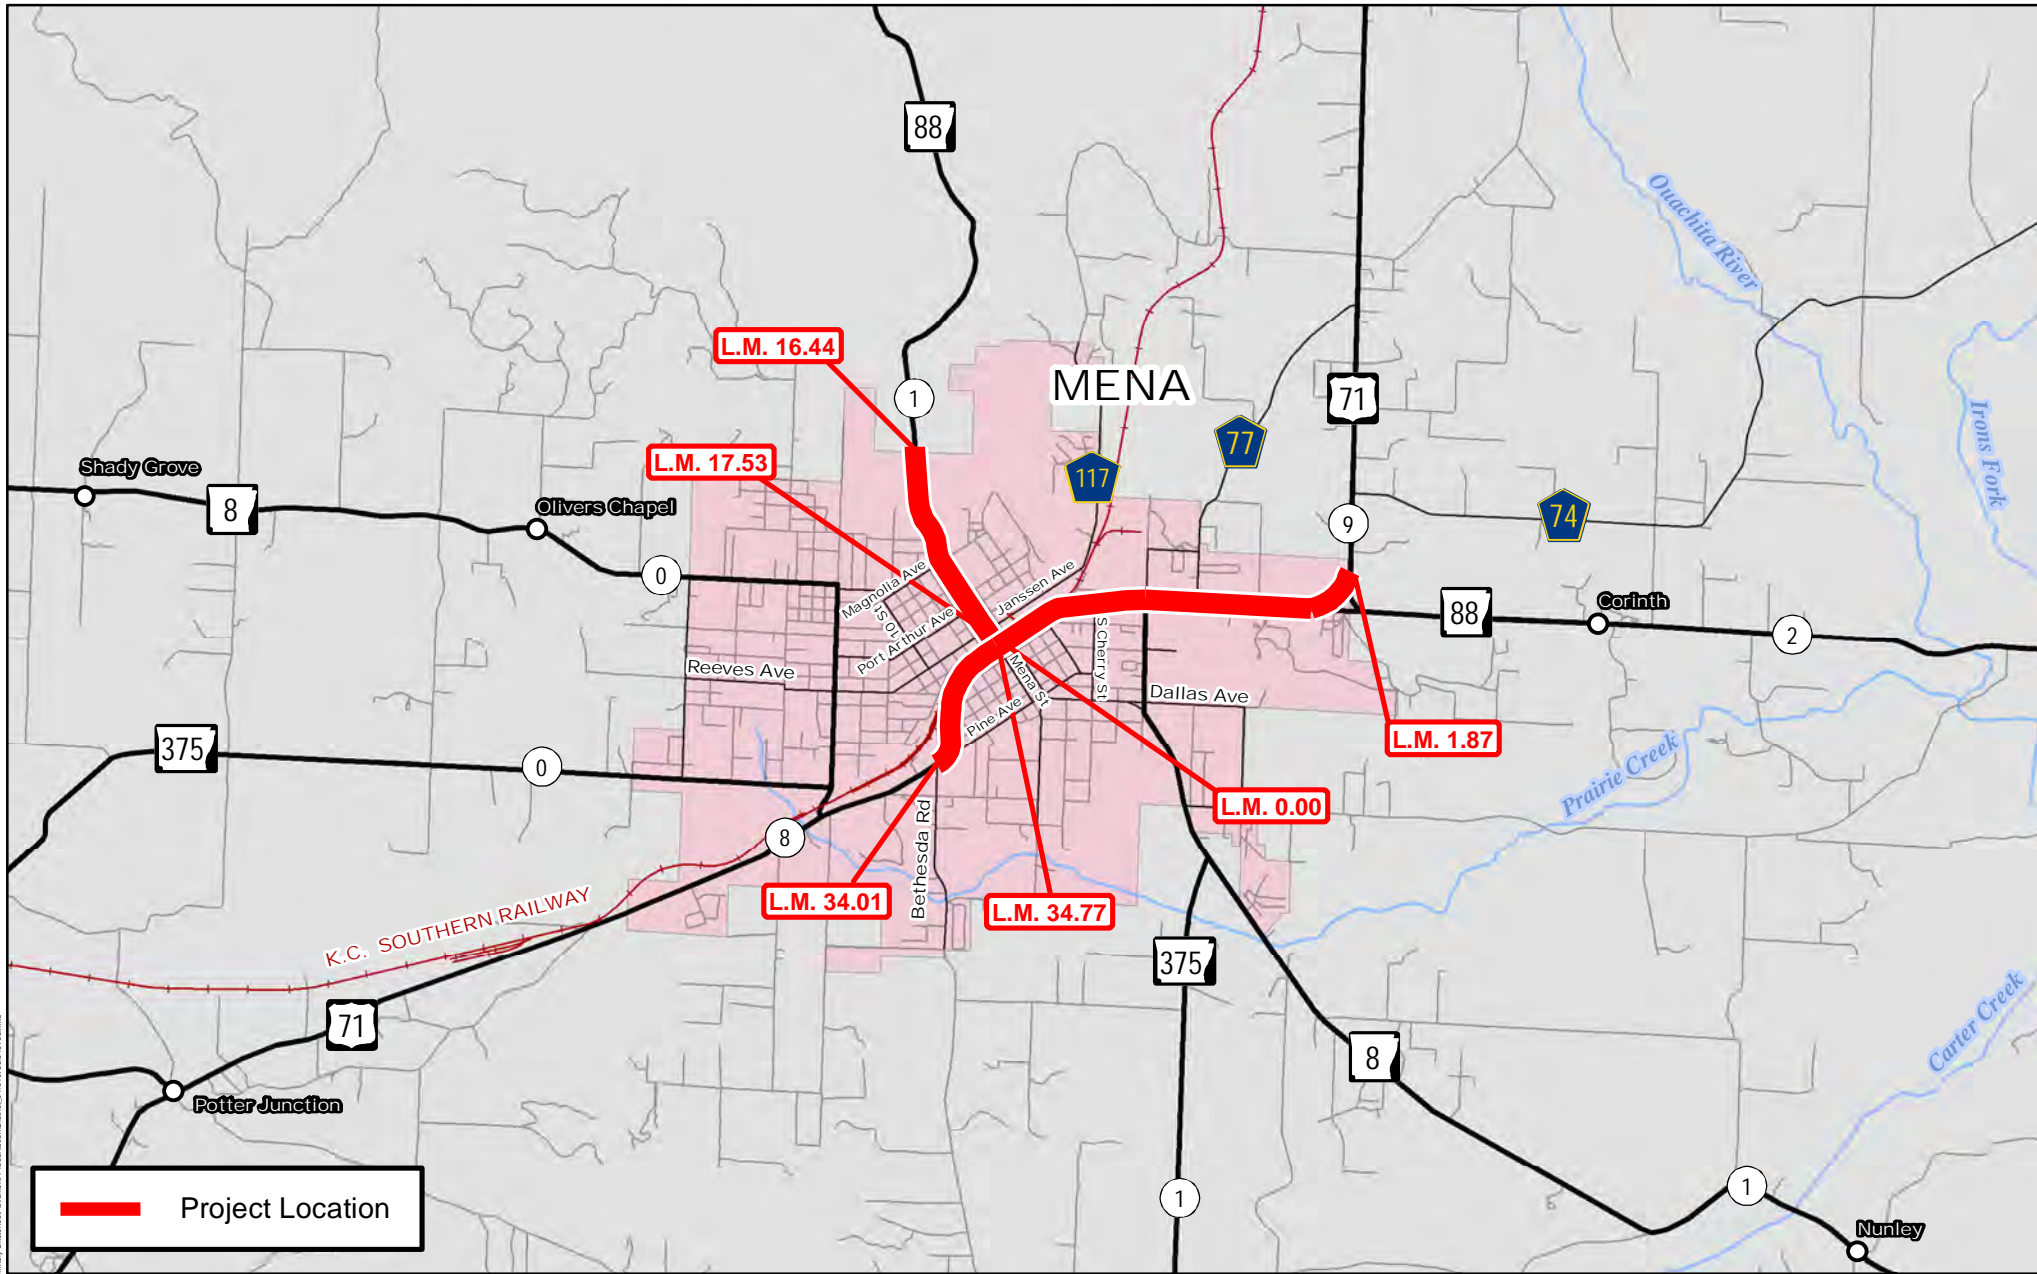 88
Ouachita River
L.M. 16.44
MENA
1
71
Irons Fork
L.M. 17.53
77
117
Shady Grove
8
Olivers Chapel
9
74
0
Magnolia Ave
Janssen Ave
10 St
Port Arthur Ave
88
Corinth
2
S Cherry St
Reeves Ave
Mena St
Dallas Ave
Pine Ave
375
0
L.M. 1.87
Prairie Creek
L.M. 0.00
8
Bethesda Rd
L.M. 34.01
L.M. 34.77
K.C. SOUTHERN RAILWAY
375
71
8
Carter Creek
Potter Junction
1
1
Project Location
Nunley